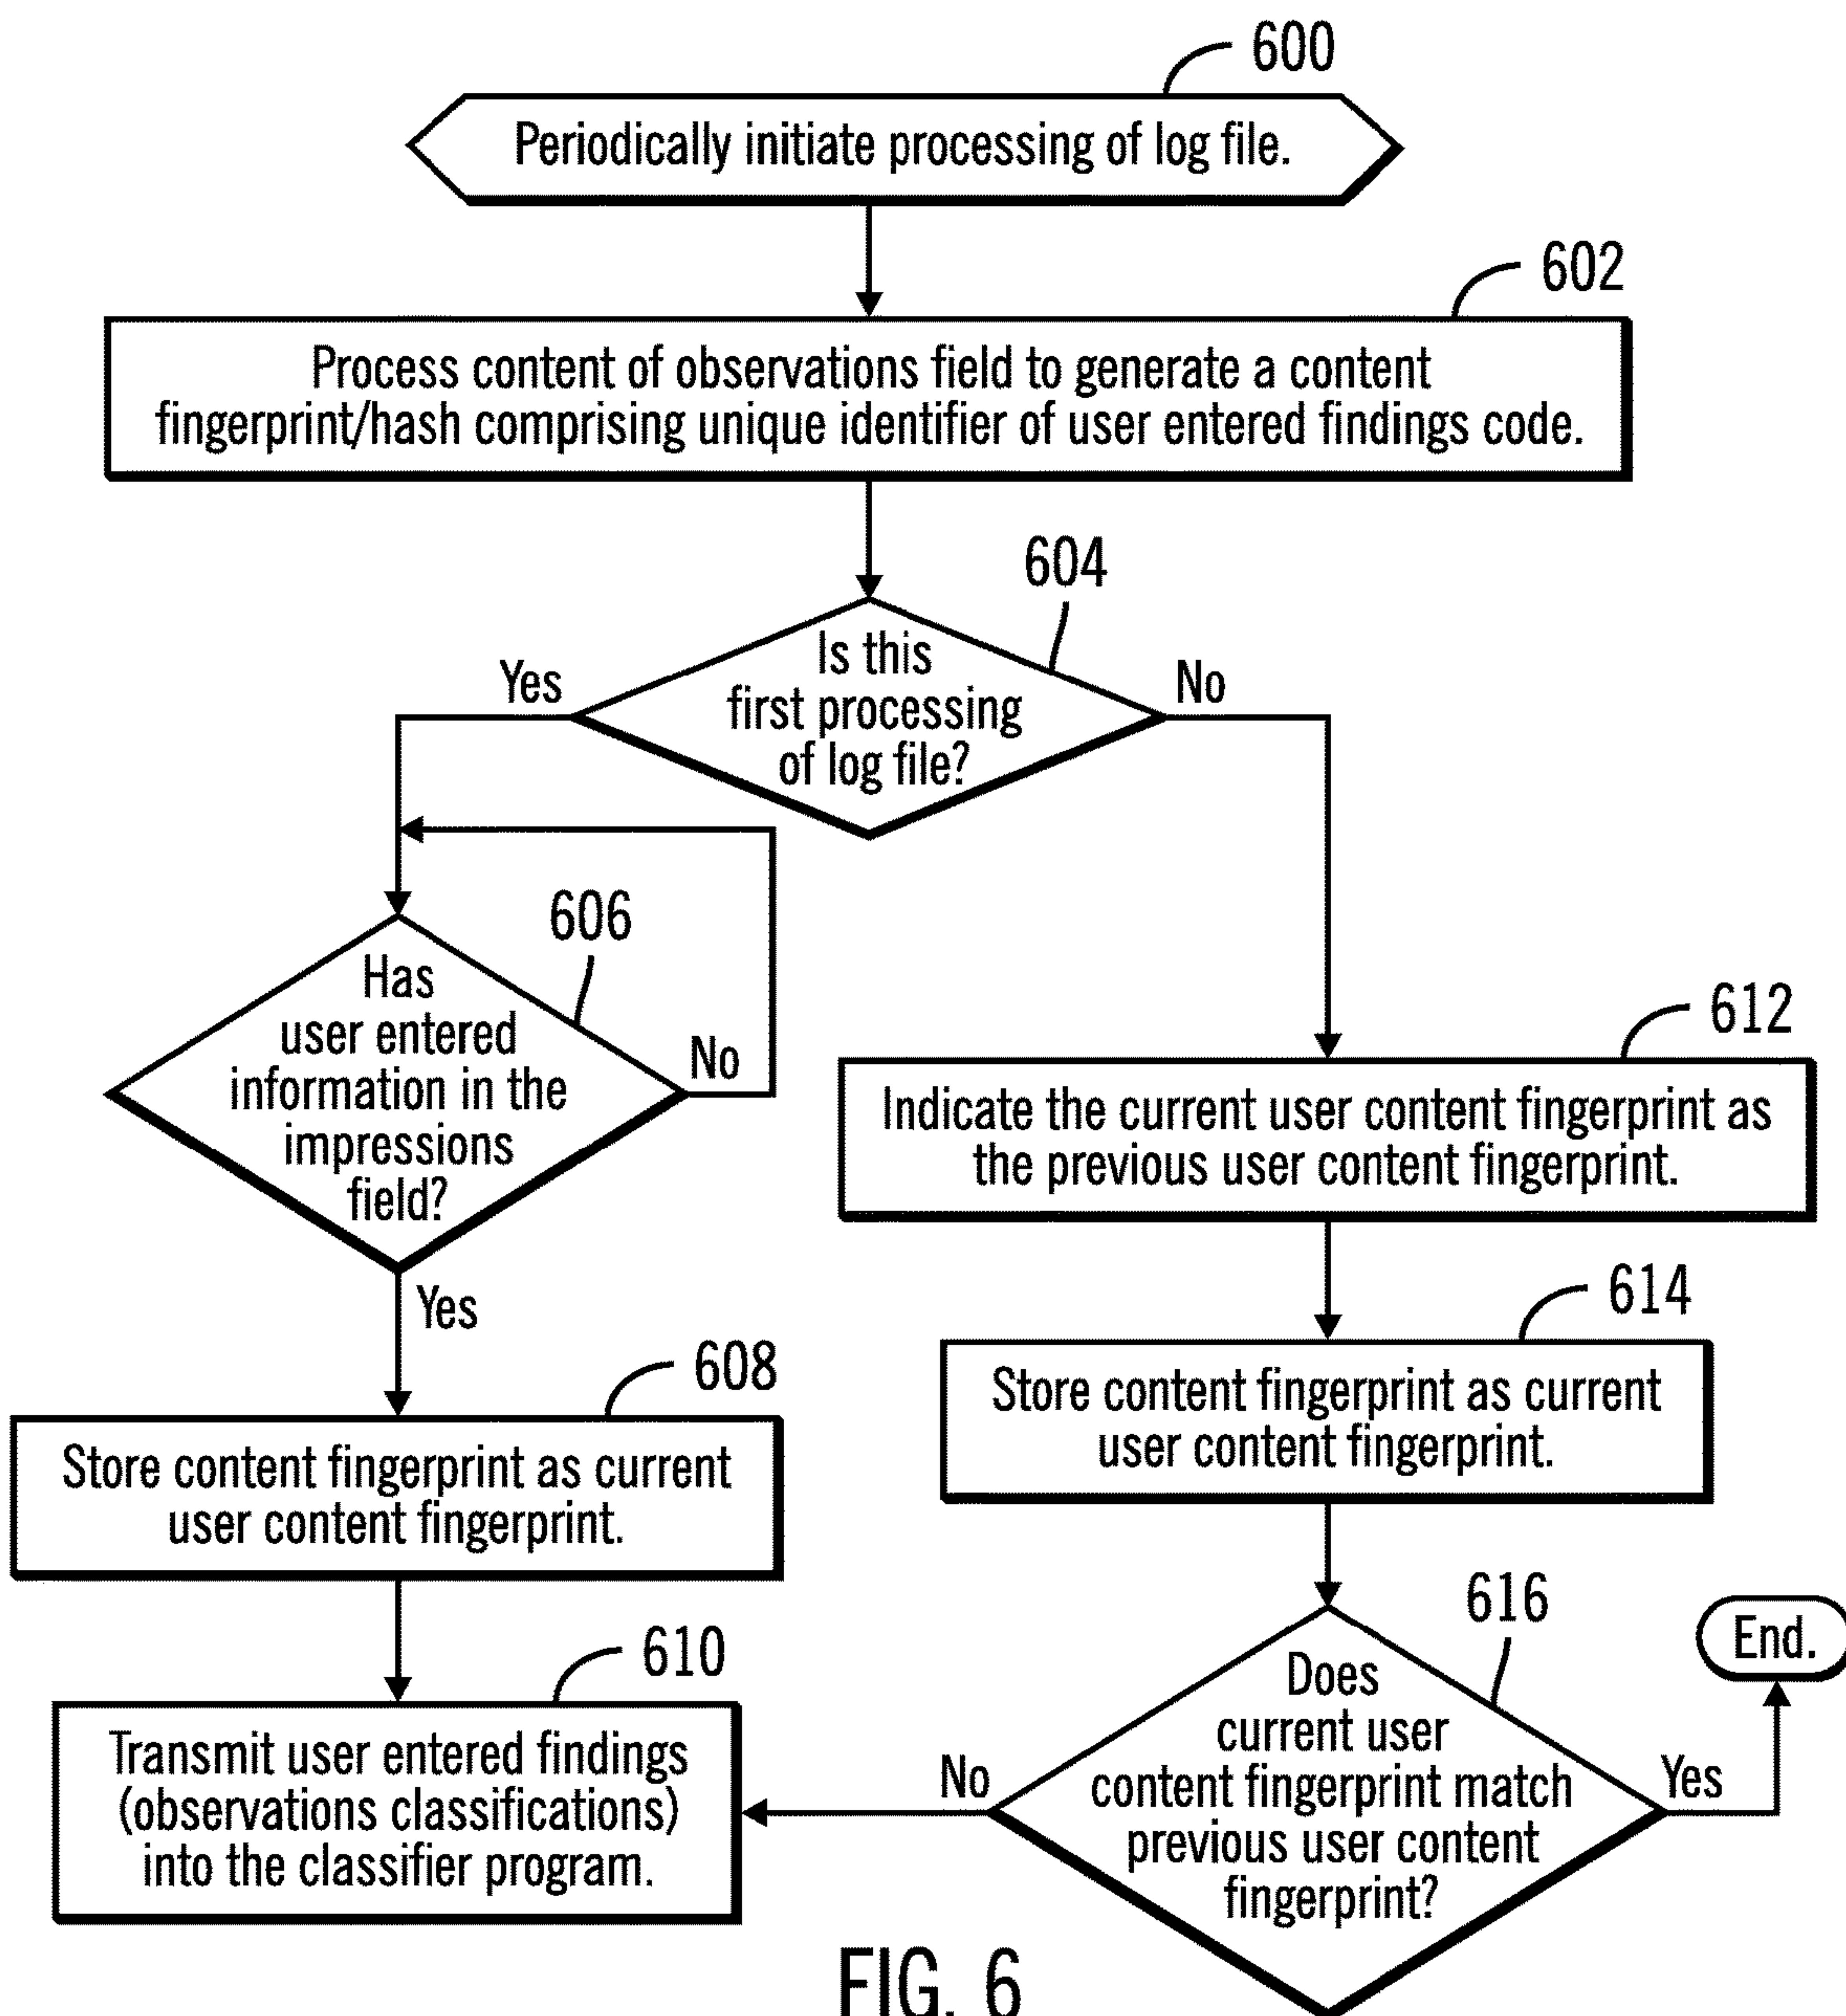 600
Periodically initiate processing of log file.
602
Process content of observations field to generate a content
fingerprint/hash comprising unique identifier of user entered findings code.
604
Is this
first processing
of log file?
Yes
No
606
Has
user entered
information in the
impressions
field?
No
Yes
608
Store content fingerprint as current
user content fingerprint.
610
Transmit user entered findings
(observations classifications)
into the classifier program.
612
Indicate the current user content fingerprint as
the previous user content fingerprint.
614
Store content fingerprint as current
user content fingerprint.
616
Does
current user
content fingerprint match
previous user content
fingerprint?
No
Yes
End.
FIG. 6